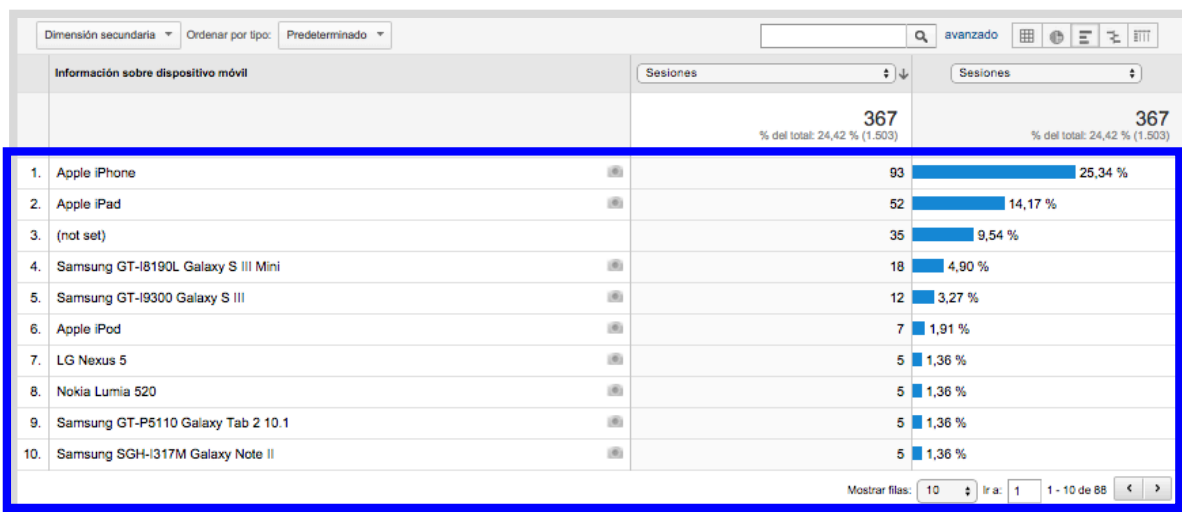 Dimensión secundaria Ordenar por tipo: Predeterminado avanzado
Información sobre dispositivo móvil Sesiones Sesiones
367 367
% del total: 24,42 % (1.503) % del total: 24,42 % (1.503)
1. Apple iPhone 93 25,34 %
2. Apple iPad 52 14,17 %
3. (not set) 35 9,54 %
4. Samsung GT-I8190L Galaxy S III Mini 18 4,90 %
5. Samsung GT-I9300 Galaxy S III 12 3,27 %
6. Apple iPod 7 1,91 %
7. LG Nexus 5 5 1,36 %
8. Nokia Lumia 520 5 1,36 %
9. Samsung GT-P5110 Galaxy Tab 2 10.1 5 1,36 %
10. Samsung SGH-I317M Galaxy Note II 5 1,36 %
Mostrar filas: 10 Ir a: 1 1 - 10 de 88